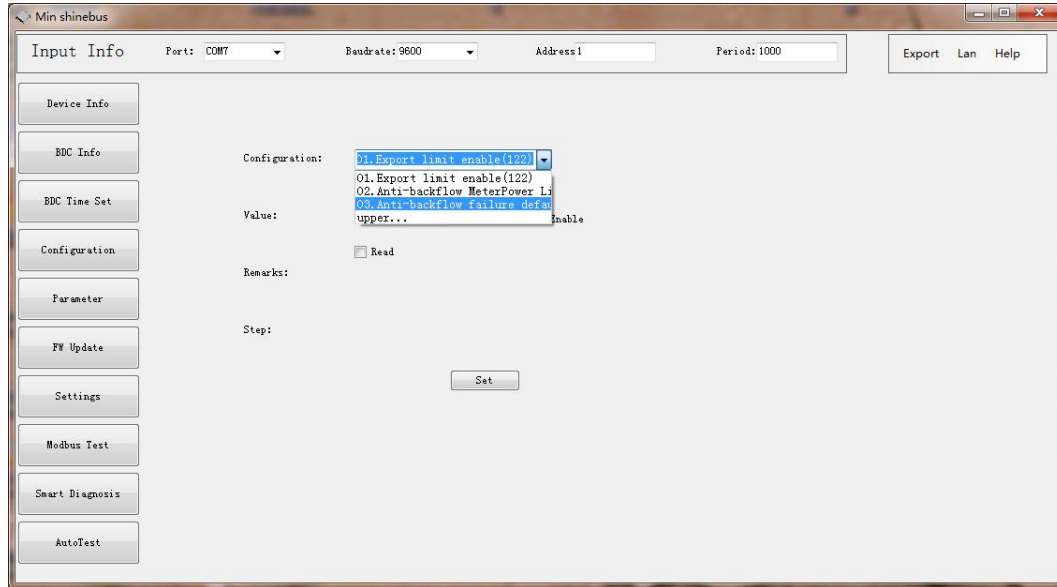 Min shinebus
Input Info Port: COM7 Baudrate: 9600 Address 1 Period: 1000 Export Lan Help
Device Info
BDC Info
Configuration: 01.Export limit enable(122)
01.Export limit enable(122)
02.Anti-backflow MeterPower Li
BDC Time Set
03.Anti-backflow failure defau
Value: upper... Enable
Configuration
Read
Remarks:
Parameter
Step:
FW Update
Set
Settings
Modbus Test
Smart Diagnosis
AutoTest